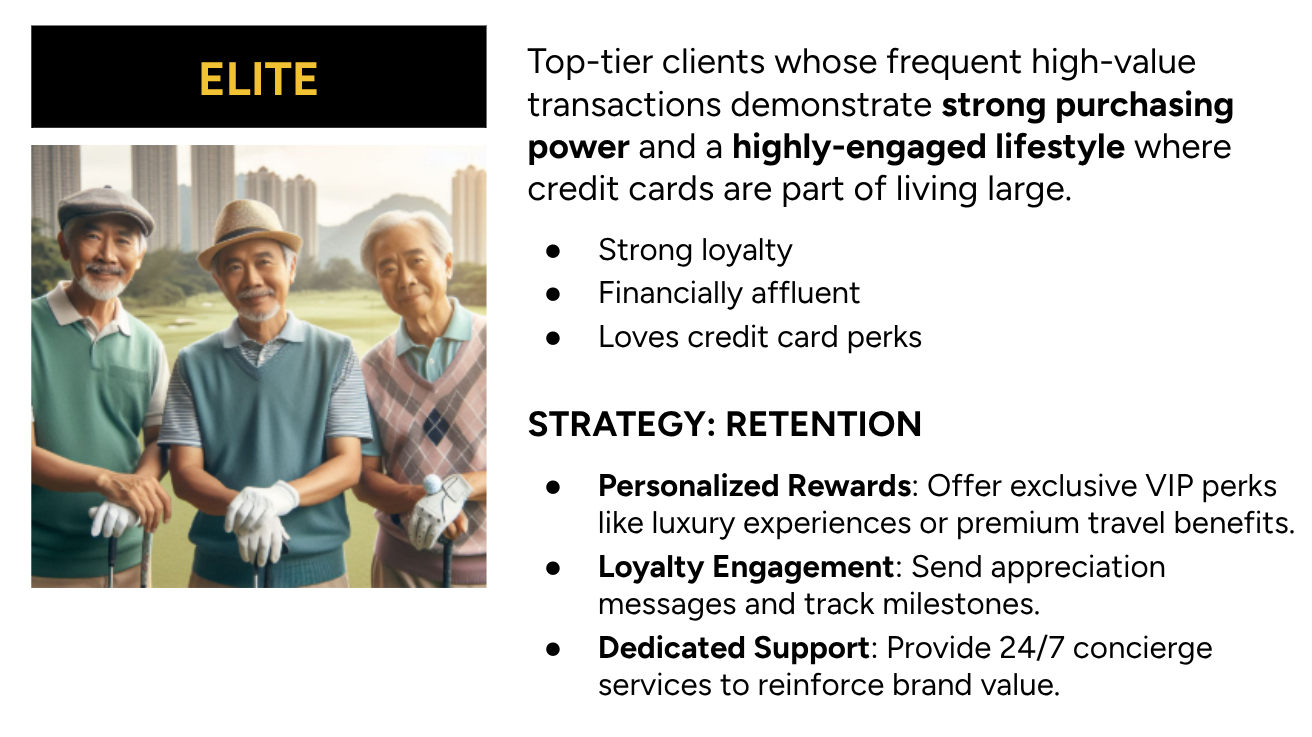 ELITE
Top-tier clients whose frequent high-value
transactions demonstrate strong purchasing
power and a highly-engaged lifestyle where
credit cards are part of living large.
● Strong loyalty
● Financially affluent
● Loves credit card perks
STRATEGY: RETENTION
● Personalized Rewards: Offer exclusive VIP perks
like luxury experiences or premium travel benefits.
● Loyalty Engagement: Send appreciation
messages and track milestones.
● Dedicated Support: Provide 24/7 concierge
services to reinforce brand value.